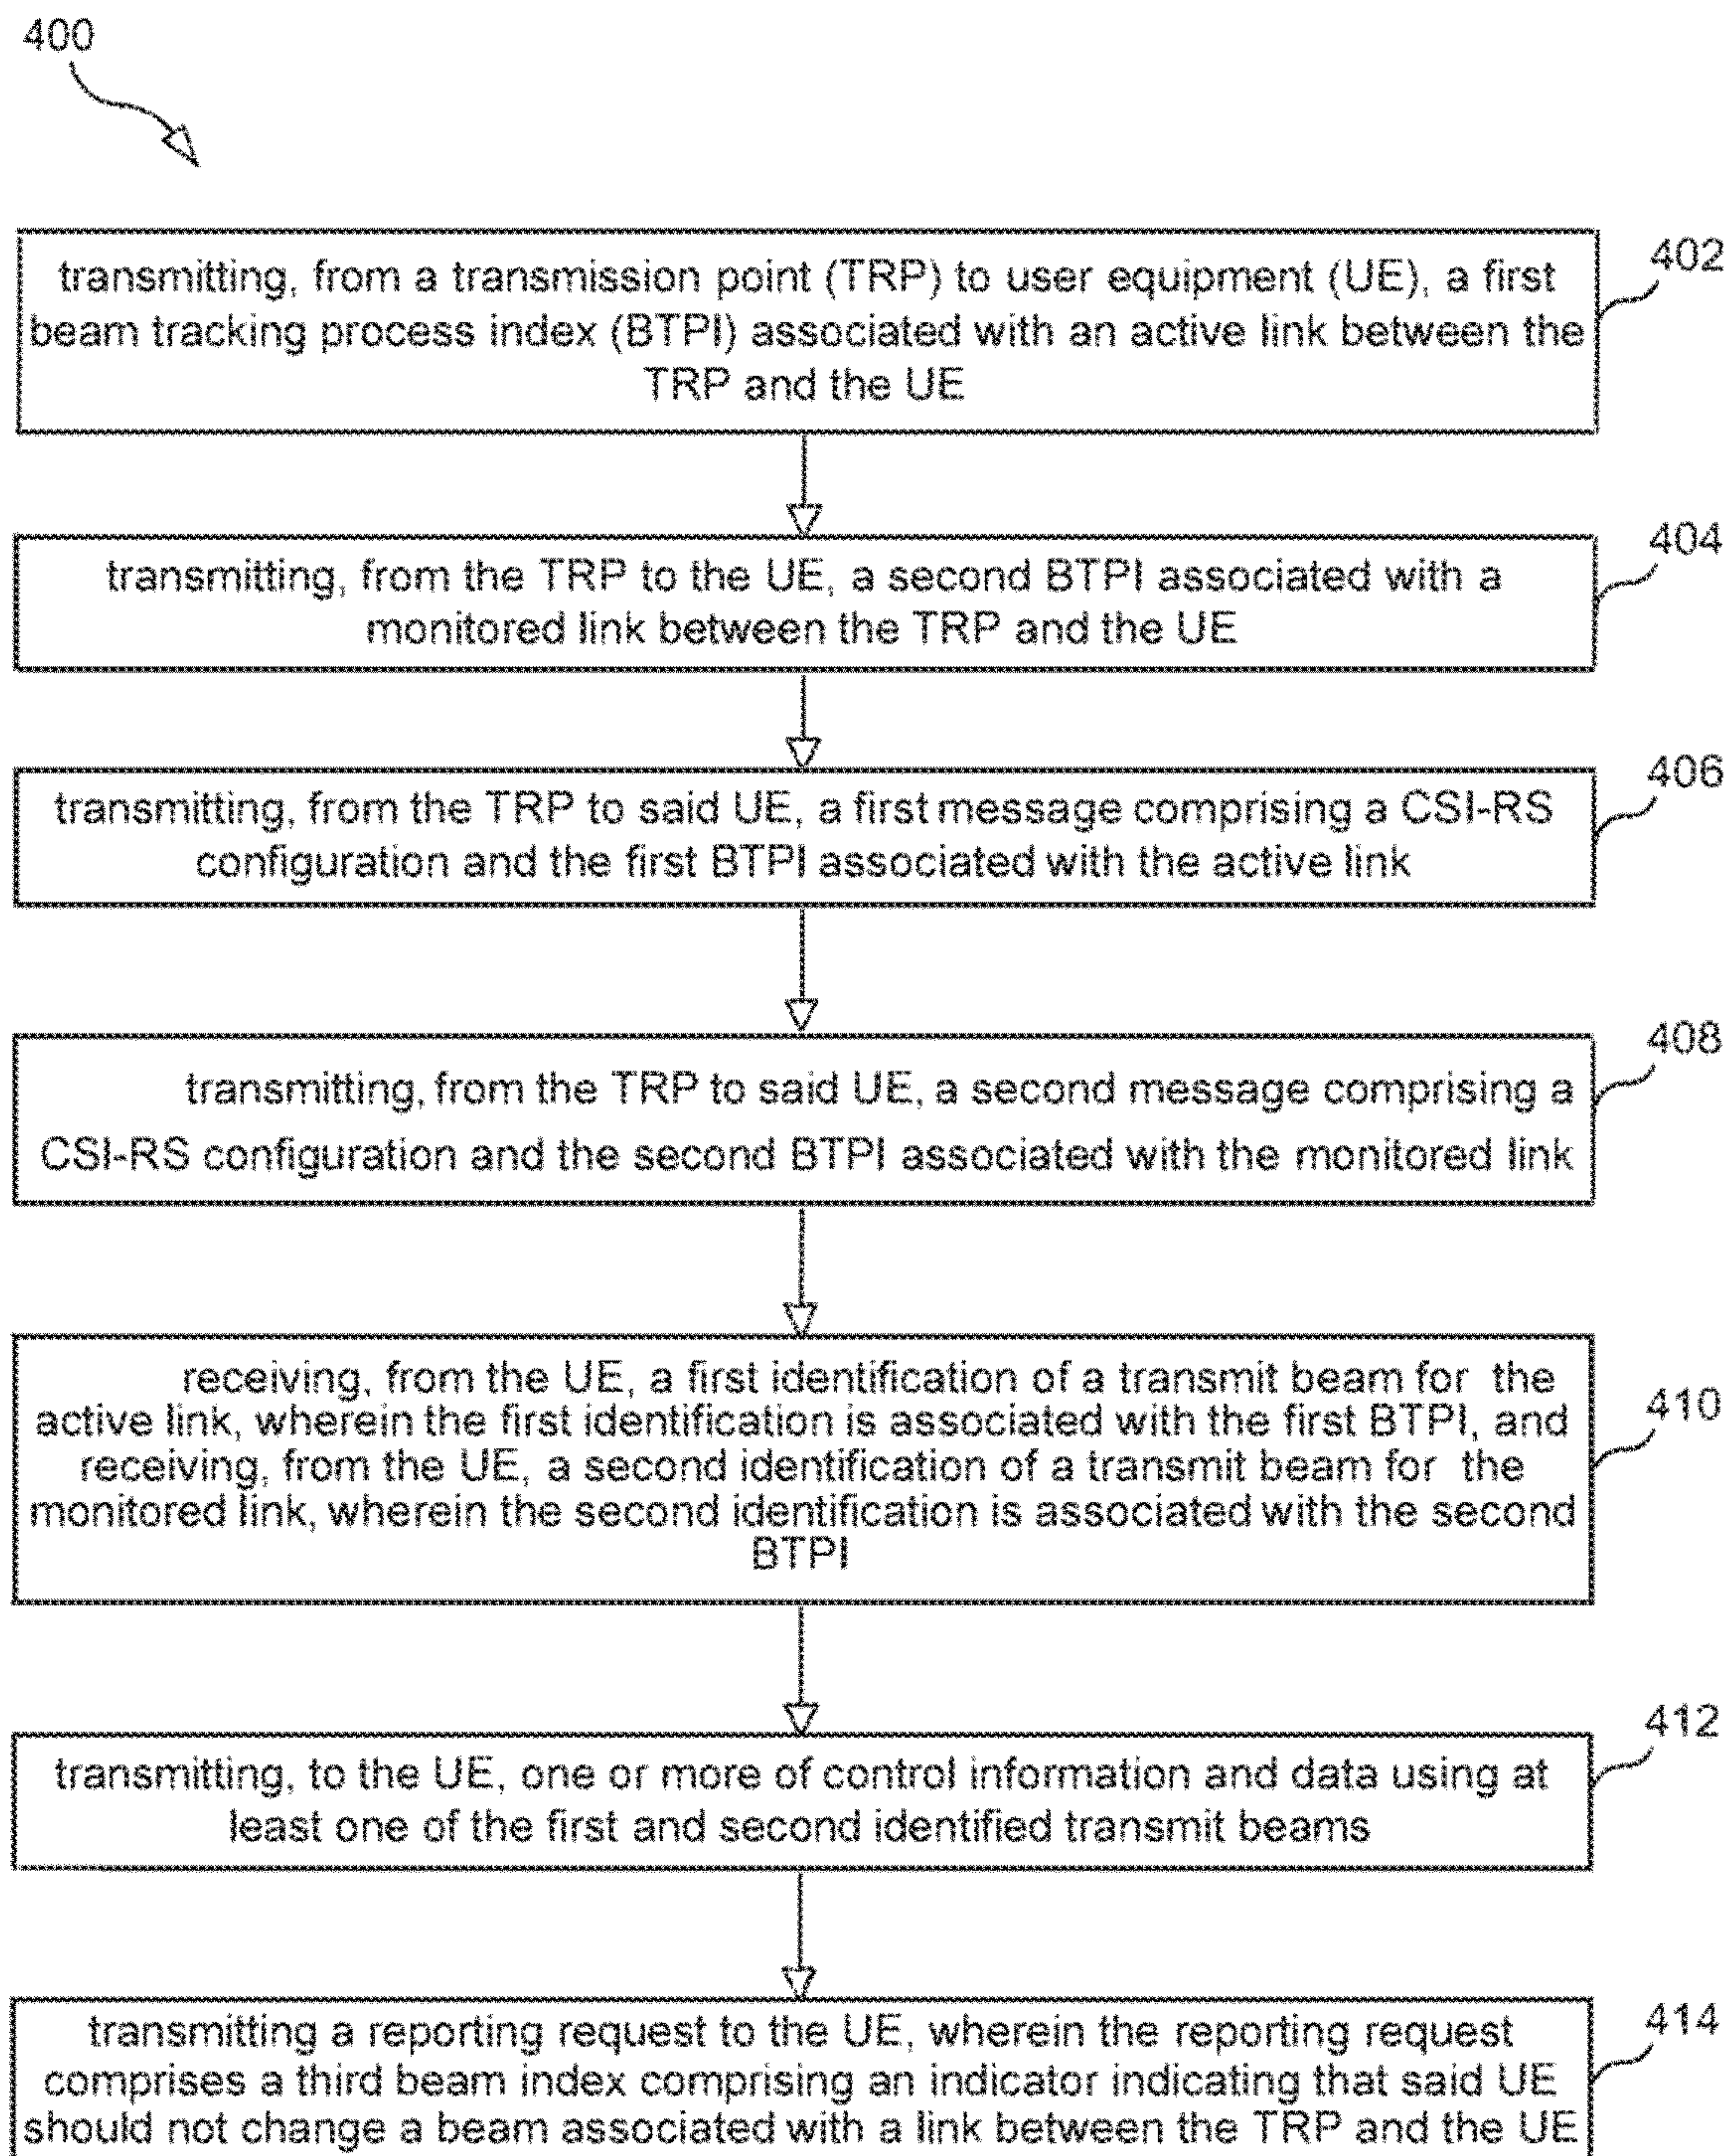 400
402
transmitting, from a transmission point (TRP) to user equipment (UE), a first
beam tracking process index (BTPI) associated with an active link between the
TRP and the UE
404
transmitting, from the TRP to the UE, a second BTPI associated with a
monitored link between the TRP and the UE
406
transmitting, from the TRP to said UE, a first message comprising a CSI-RS
configuration and the first BTPI associated with the active link
408
transmitting, from the TRP to said UE, a second message comprising a
CSI-RS configuration and the second BTPI associated with the monitored link
410
receiving, from the UE, a first identification of a transmit beam for the
active link, wherein the first identification is associated with the first BTPI, and
receiving, from the UE, a second identification of a transmit beam for the
monitored link, wherein the second identification is associated with the second
BTPI
412
transmitting, to the UE, one or more of control information and data using at
least one of the first and second identified transmit beams
414
transmitting a reporting request to the UE, wherein the reporting request
comprises a third beam index comprising an indicator indicating that said UE
should not change a beam associated with a link between the TRP and the UE